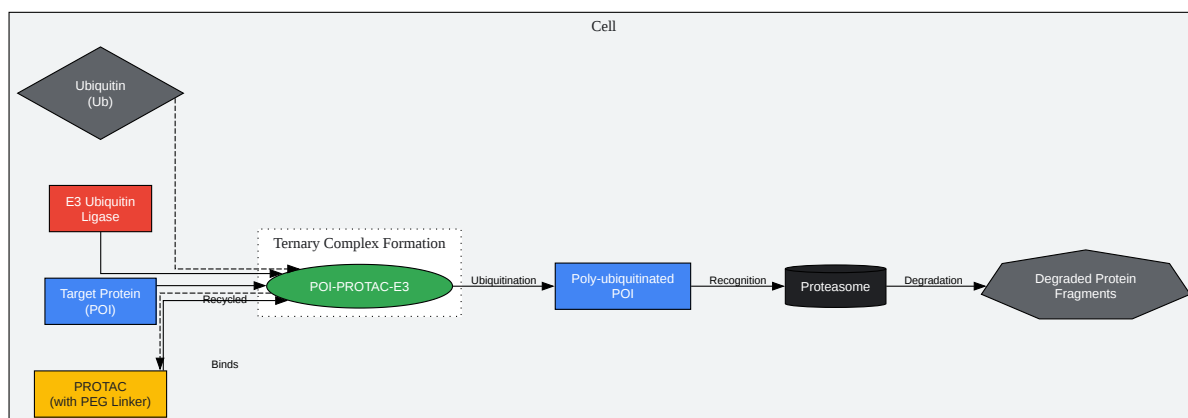 Cell
Ubiquitin
(Ub)
E3 Ubiquitin
Ligase
Ternary Complex Formation
Target Protein
(POI)
Recycled
POI-PROTAC-E3
Ubiquitination
Poly-ubiquitinated
POI
Recognition
Proteasome
Degradation
Degraded Protein
Fragments
Binds
PROTAC
(with PEG Linker)